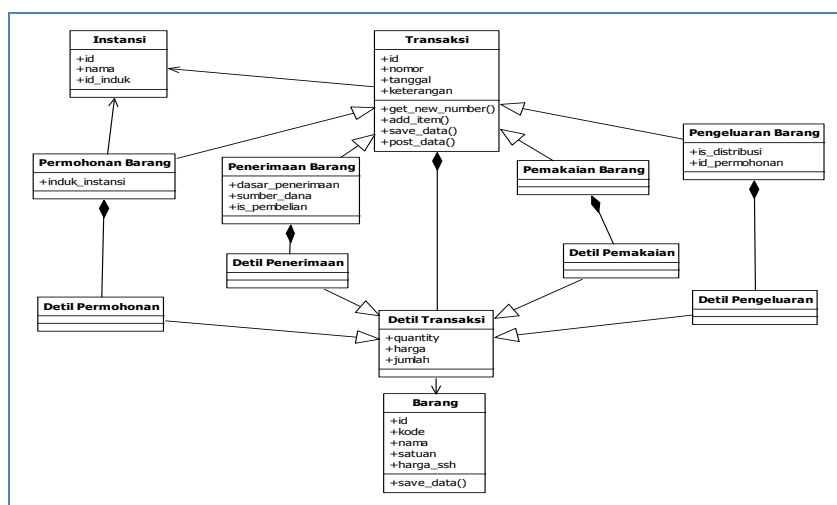 Instansi
+id
+nama
+id_induk
Transaksi
+id
+nomor
+tanggal
+keterangan
+get_new_number()
+add_item()
+save_data()
+post_data()
Permohonan Barang
+induk_instansi
Penerimaan Barang
+dasar_penerimaan
+sumber_dana
+is_pembelian
Pemakaian Barang
Pengeluaran Barang
+is_distribusi
+id_permohonan
Detil Permohonan
Detil Penerimaan
Detil Pemakaian
Detil Pengeluaran
Detil Transaksi
+quantity
+harga
+jumlah
Barang
+id
+kode
+nama
+satuan
+harga_ssh
+save_data()